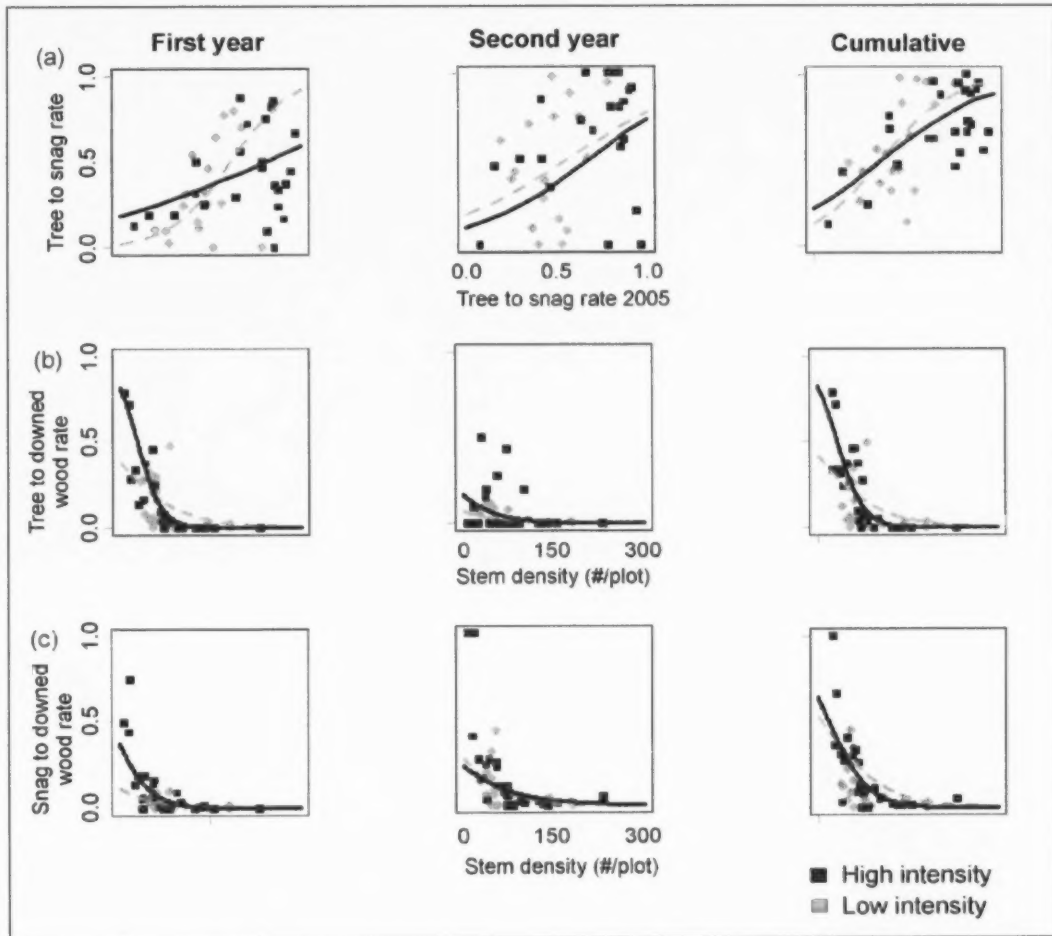 First year
Second year
Cumulative
(a)
Tree to snag rate
1.0
0.5
0.0
0.0 0.5 1.0
Tree to snag rate 2005
(b)
Tree to downed
wood rate
1.0
0.5
0.0
0 150 300
Stem density (#/plot)
(c)
Snag to downed
wood rate
1.0
0.5
0.0
0 150 300
Stem density (#/plot)
High intensity
Low intensity